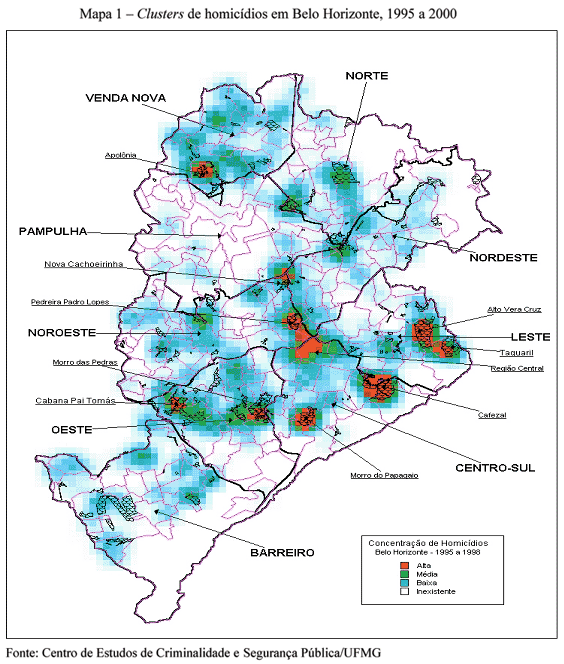 Mapa 1 – Clusters de homicídios em Belo Horizonte, 1995 a 2000
NORTE
VENDA NOVA
Apolônia
PAMPULHA
NORDESTE
Nova Cachoeirinha
Pedreira Padro Lopes
Alto Vera Cruz
NOROESTE
LESTE
Taquaril
Morro das Pedras
Região Central
Cabana Pai Tomás
Cafezal
OESTE
CENTRO-SUL
Morro do Papagaio
BARREIRO
Concentração de Homicídios
Belo Horizonte - 1995 a 1998
Alta
Média
Baixa
Inexistente
Fonte: Centro de Estudos de Criminalidade e Segurança Pública/UFMG